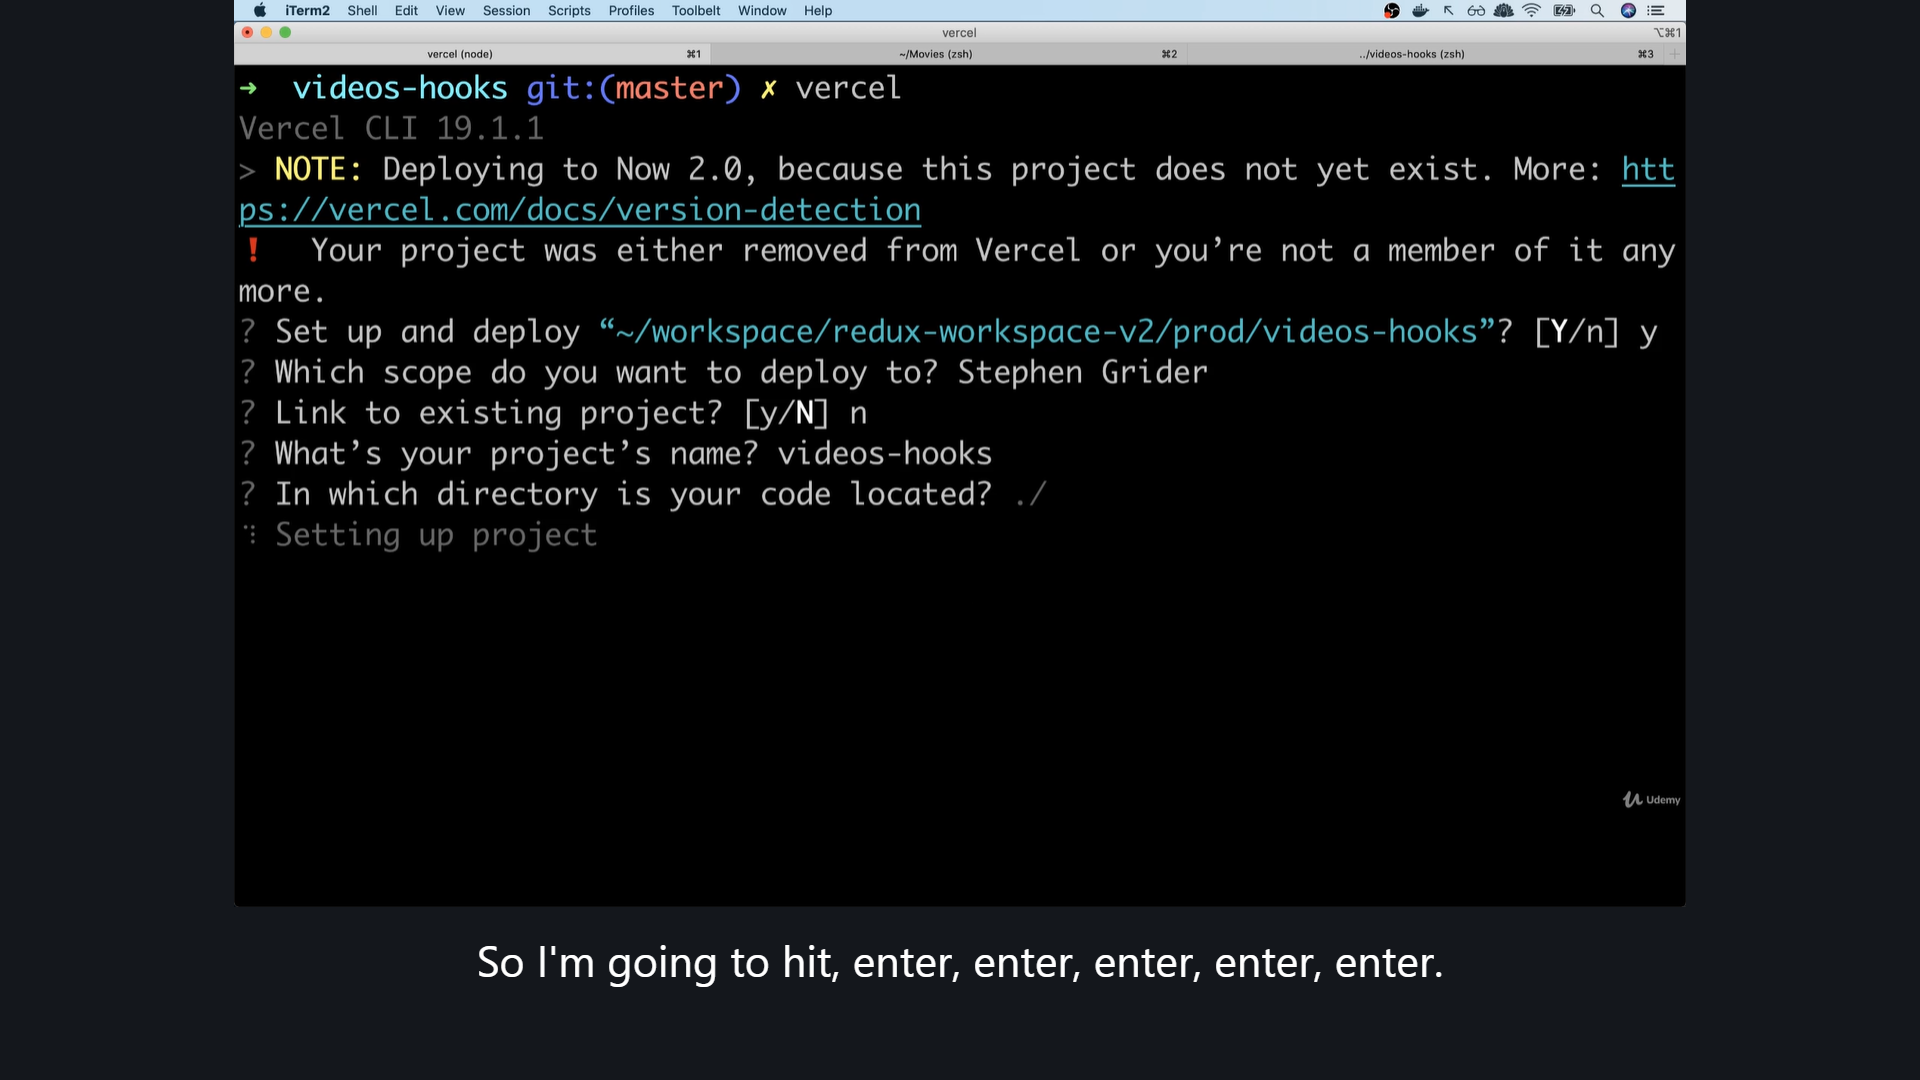 iTerm2 Shell Edit View Session Scripts Profiles Toolbelt Window Help
vercel ⌥⌘1
vercel (node) ⌘1 ~/Movies (zsh) ⌘2 ../videos-hooks (zsh) ⌘3
➜ videos-hooks git:(master) ✗ vercel
Vercel CLI 19.1.1
> NOTE: Deploying to Now 2.0, because this project does not yet exist. More: htt
ps://vercel.com/docs/version-detection
! Your project was either removed from Vercel or you’re not a member of it any
more.
? Set up and deploy “~/workspace/redux-workspace-v2/prod/videos-hooks”? [Y/n] y
? Which scope do you want to deploy to? Stephen Grider
? Link to existing project? [y/N] n
? What’s your project’s name? videos-hooks
? In which directory is your code located? ./
Setting up project
Udemy
So I'm going to hit, enter, enter, enter, enter, enter.